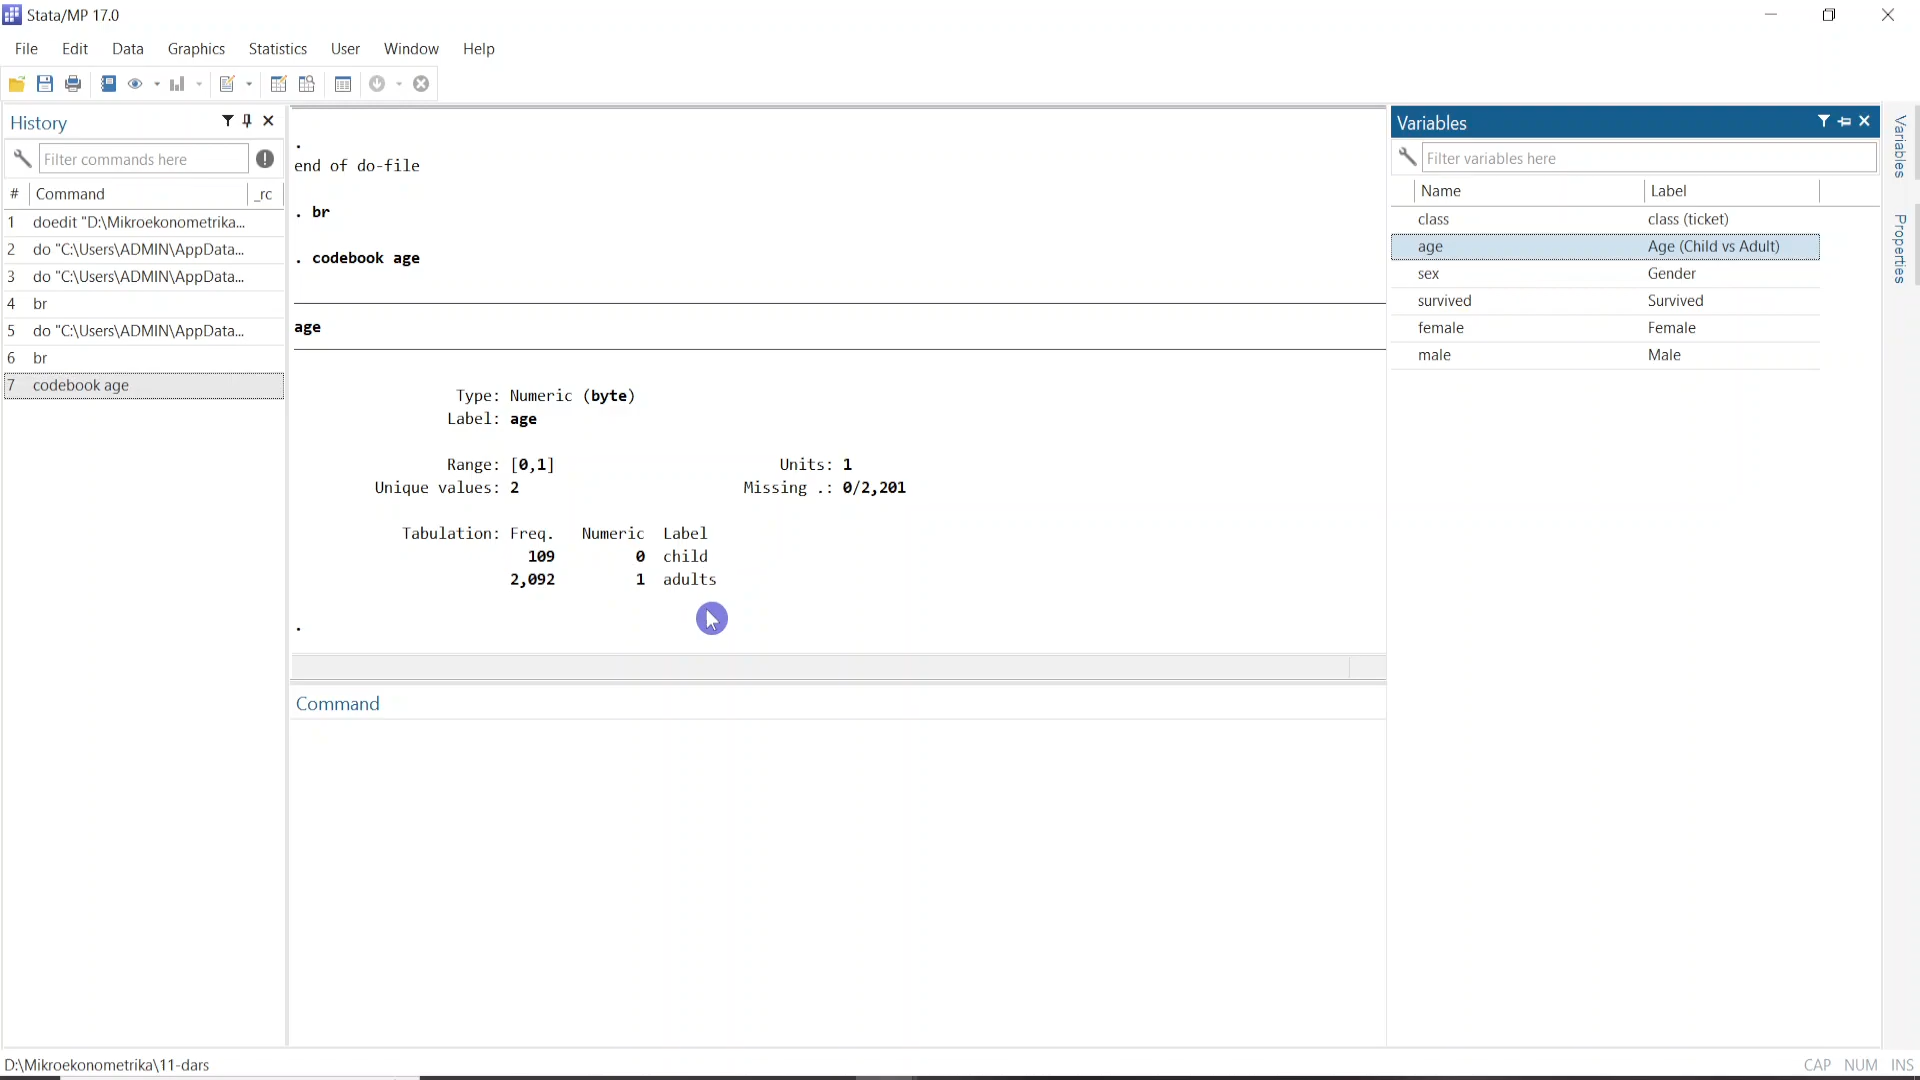 Stata/MP 17.0
File Edit Data Graphics Statistics User Window Help
History
Filter commands here
# Command _rc
1 doedit "D:\Mikroekonometrika...
2 do "C:\Users\ADMIN\AppData...
3 do "C:\Users\ADMIN\AppData...
4 br
5 do "C:\Users\ADMIN\AppData...
6 br
7 codebook age
.
end of do-file
. br
. codebook age
age
Type: Numeric (byte)
Label: age
Range: [0,1] Units: 1
Unique values: 2 Missing .: 0/2,201
Tabulation: Freq. Numeric Label
109 0 child
2,092 1 adults
.
Command
Variables
Filter variables here
Name Label
class class (ticket)
age Age (Child vs Adult)
sex Gender
survived Survived
female Female
male Male
Variables
Properties
D:\Mikroekonometrika\11-dars
CAP NUM INS